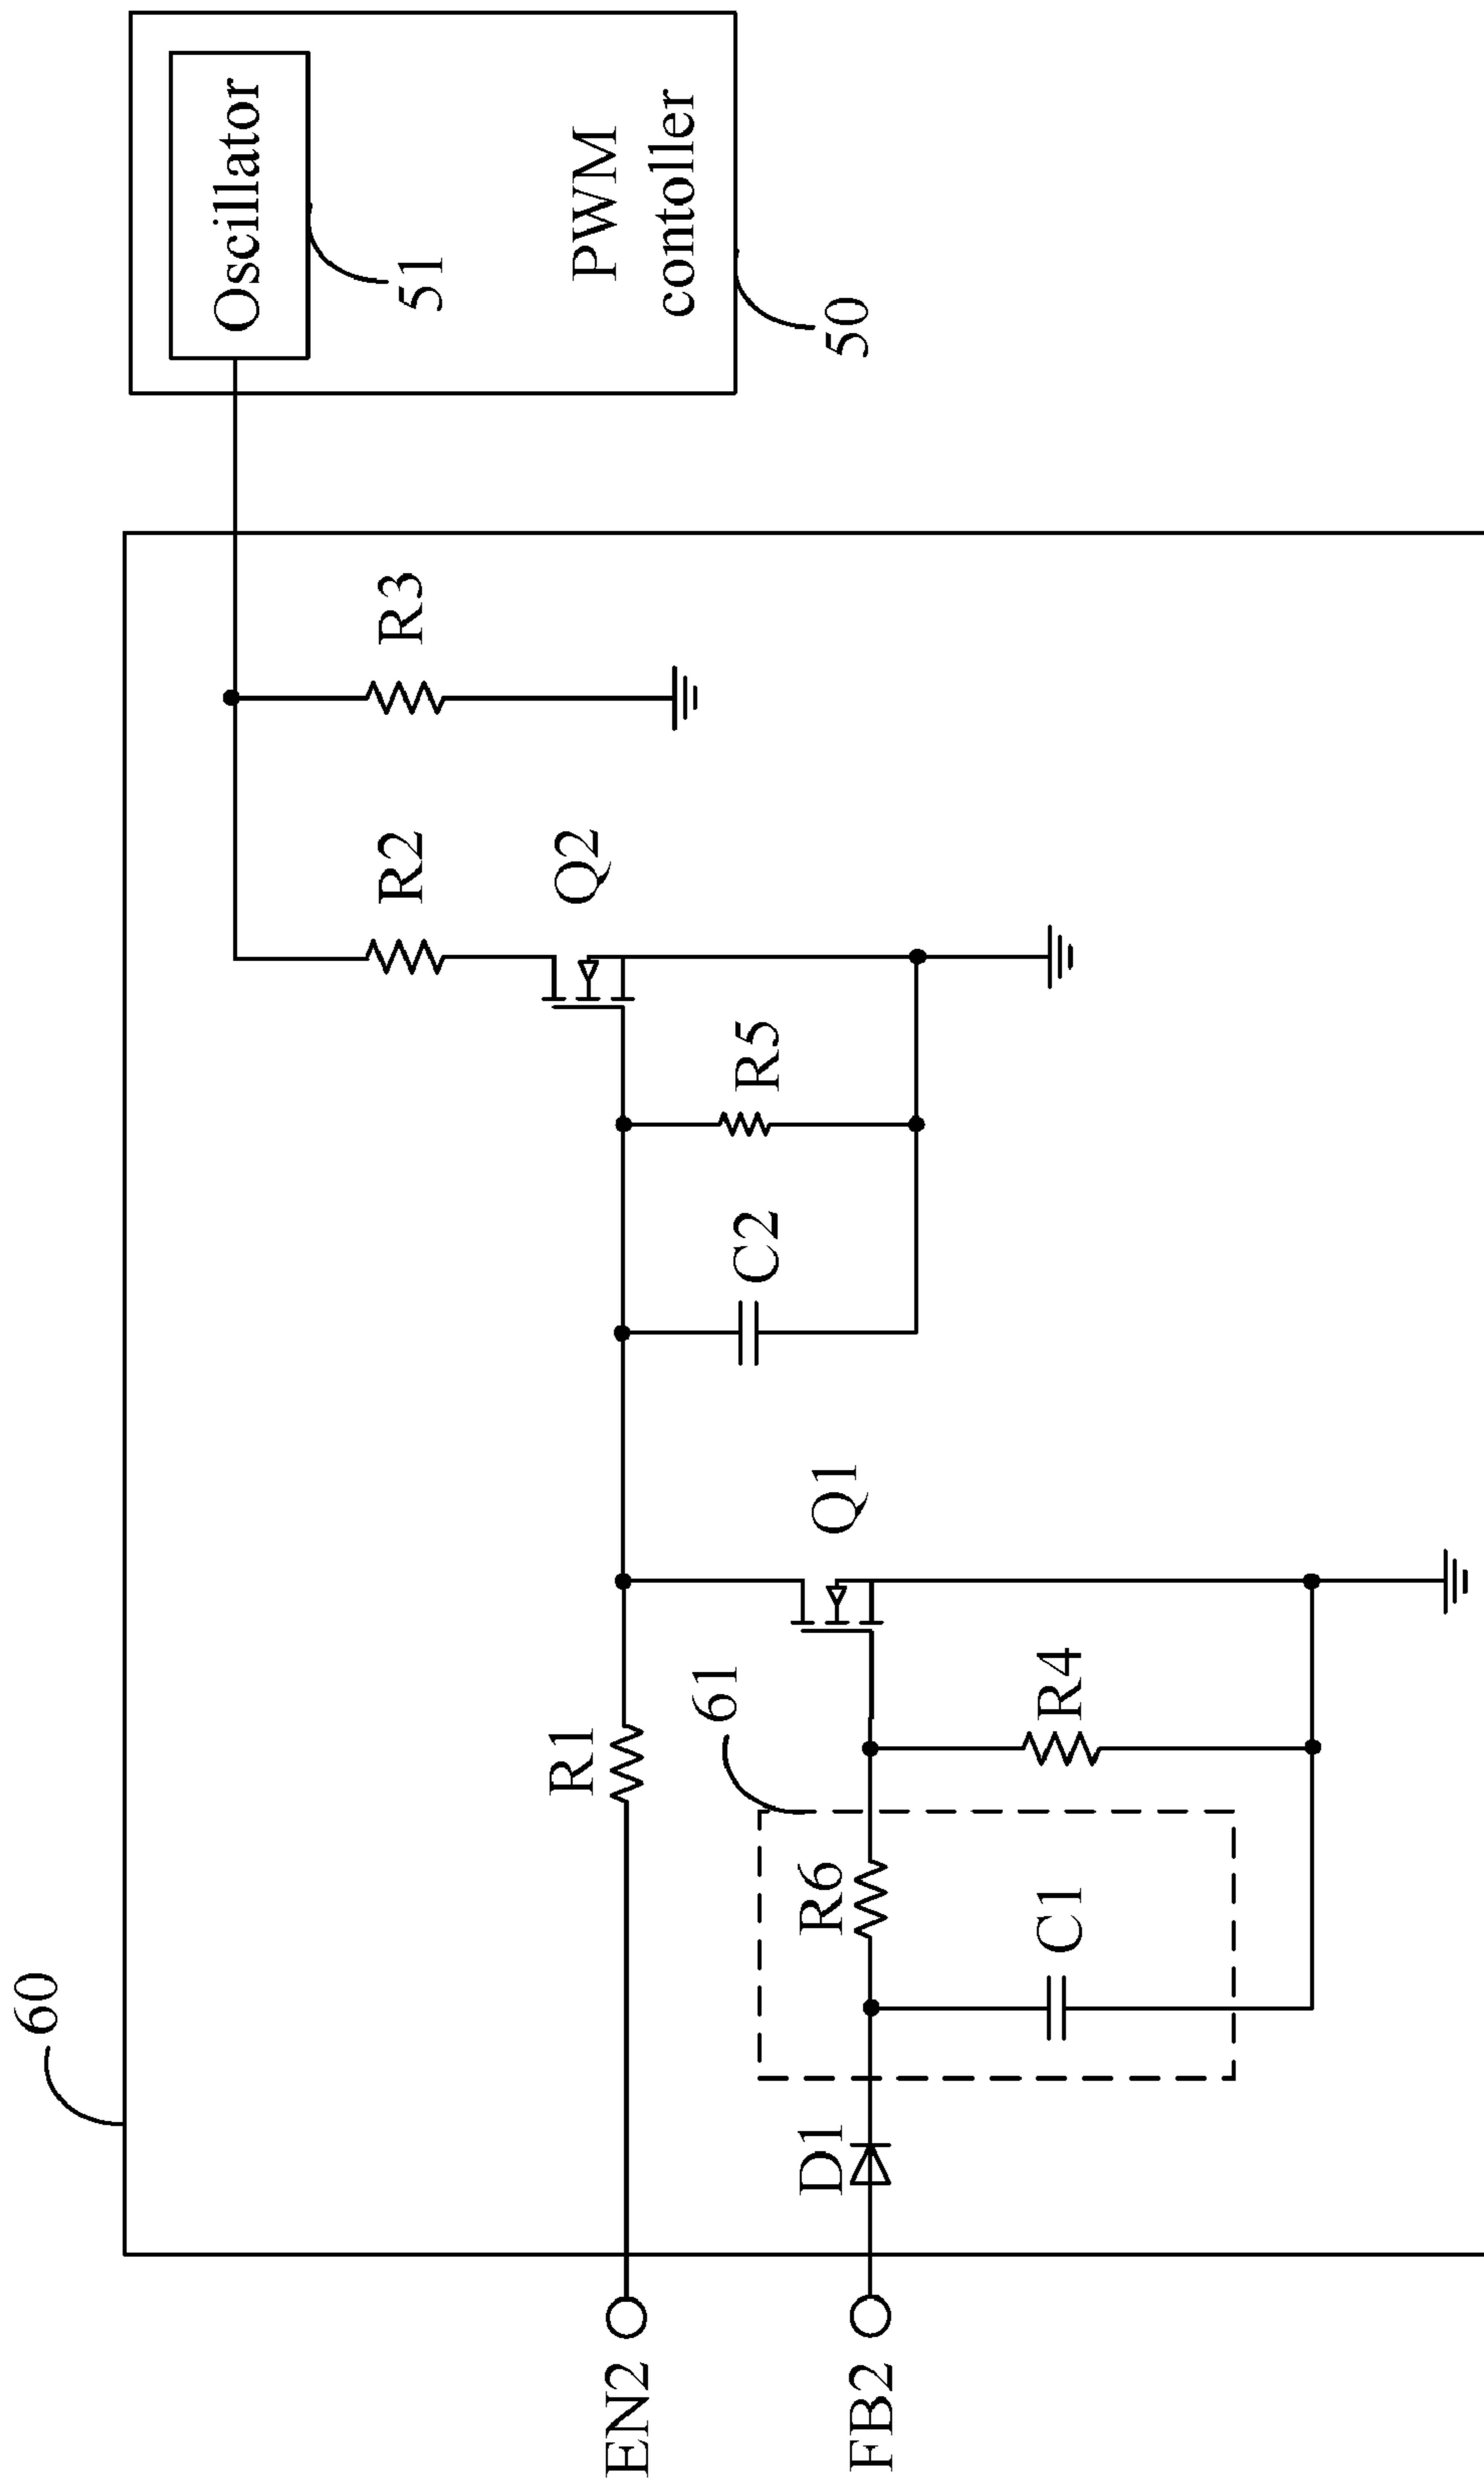 60
Oscillator
51
PWM
contoller
50
R3
R2
Q2
R5
C2
R1
Q1
61
R4
R6
C1
D1
EN2
FB2